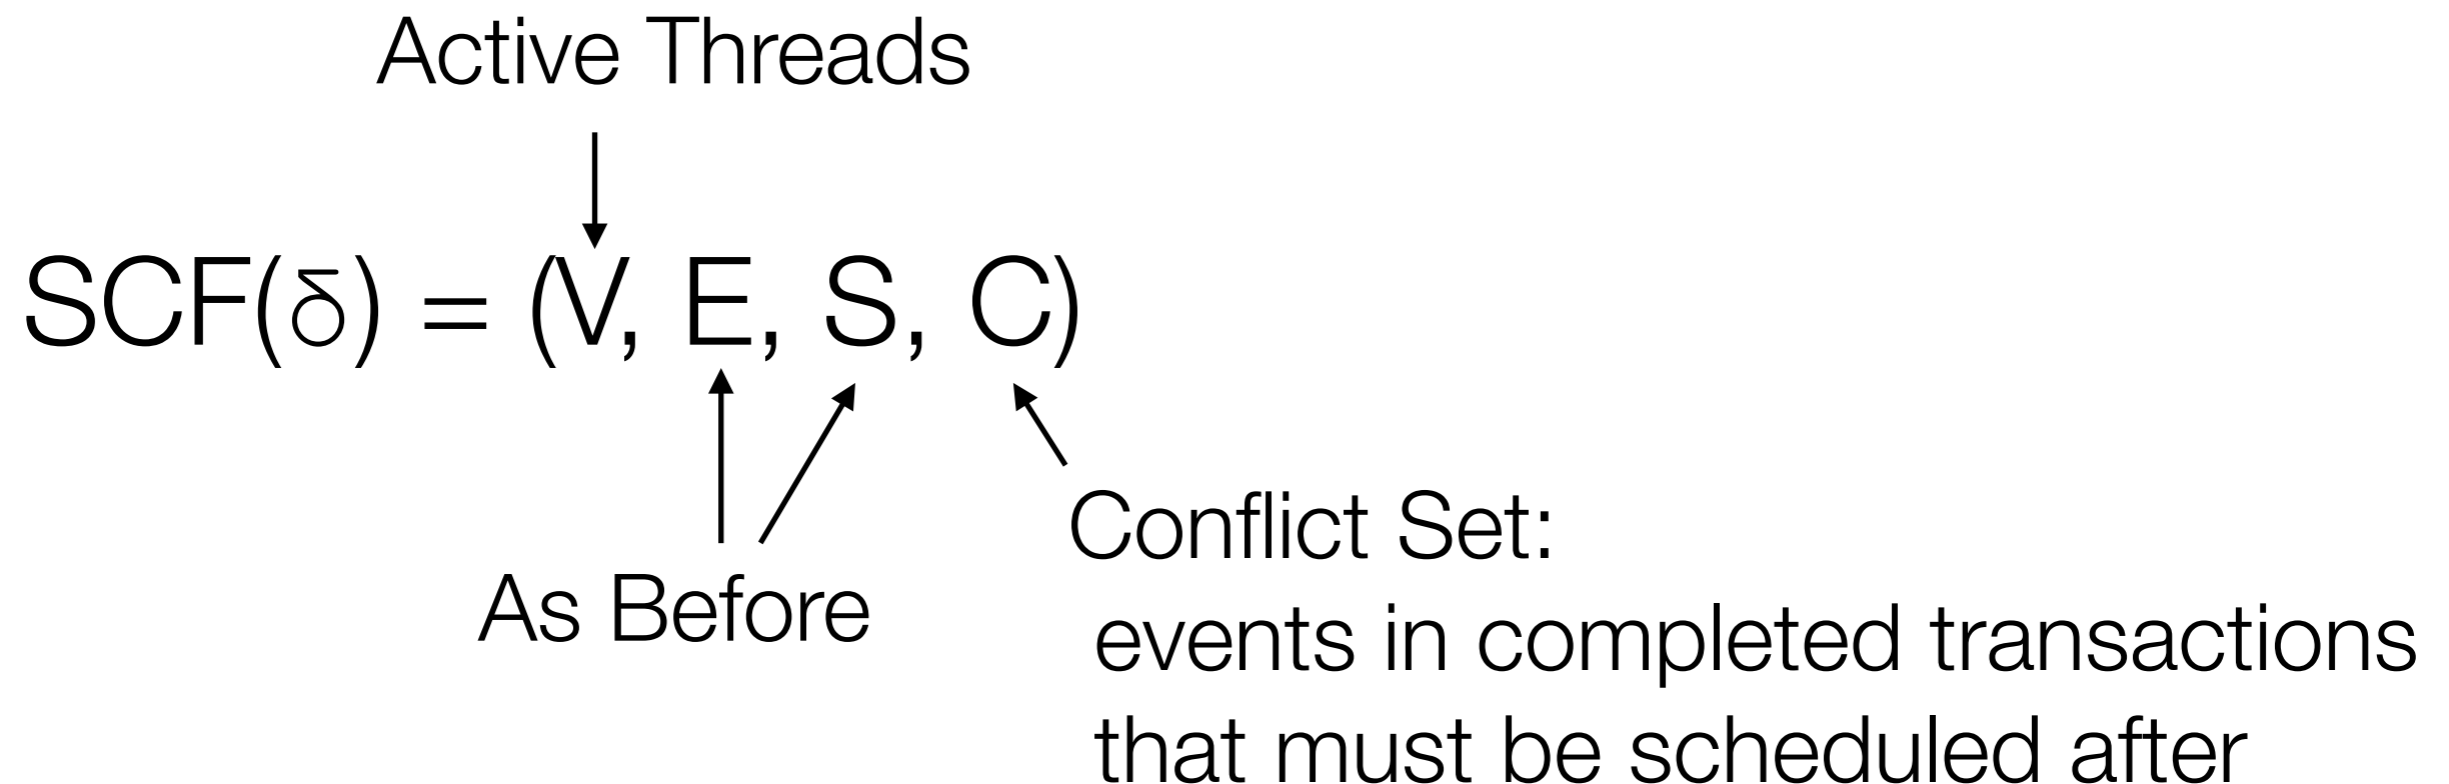 Active Threads
SCF(δ) = (V, E, S, C)
As Before
Conflict Set:
events in completed transactions
that must be scheduled after